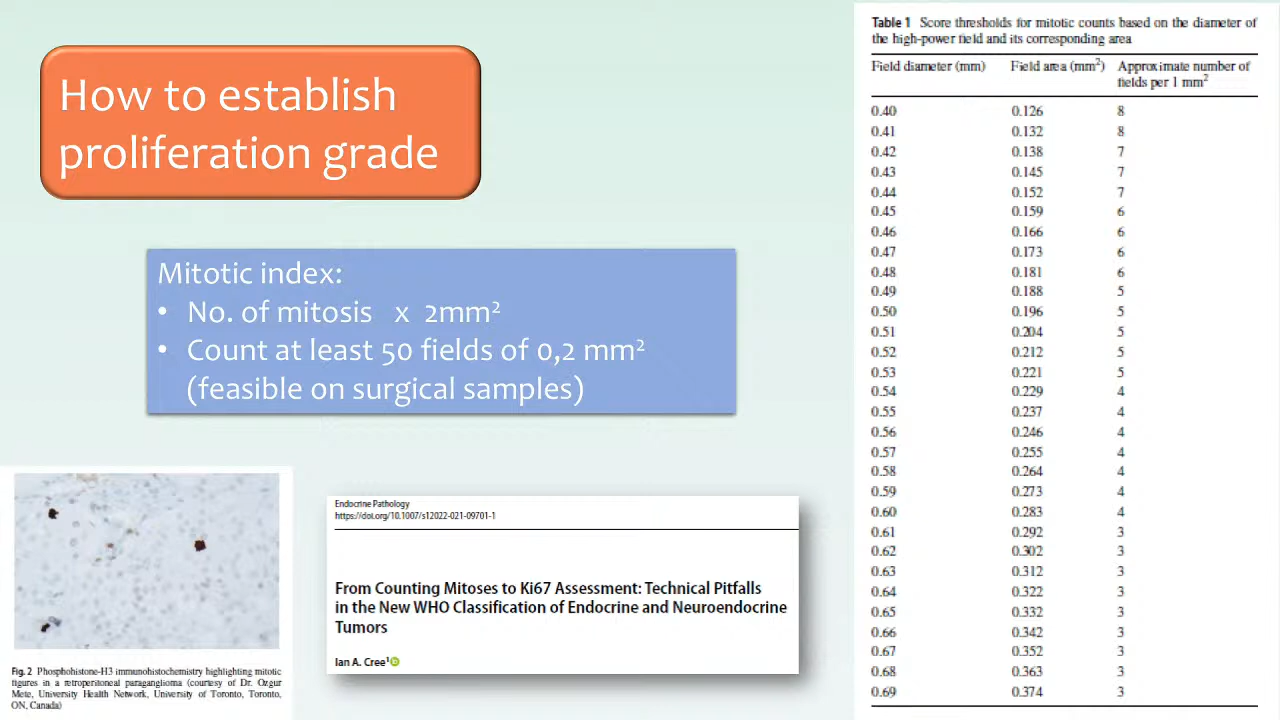 How to establish
proliferation grade
Mitotic index:
• No. of mitosis x 2mm²
• Count at least 50 fields of 0,2 mm²
(feasible on surgical samples)
Fig. 2 Phosphohistone-H3 immunohistochemistry highlighting mitotic
figures in a retroperitoneal paraganglioma (courtesy of Dr. Ozgur
Mete, University Health Network, University of Toronto, Toronto,
ON, Canada)
Endocrine Pathology
https://doi.org/10.1007/s12022-021-09701-1
From Counting Mitoses to Ki67 Assessment: Technical Pitfalls
in the New WHO Classification of Endocrine and Neuroendocrine
Tumors
Ian A. Cree¹
Table 1 Score thresholds for mitotic counts based on the diameter of
the high-power field and its corresponding area
Field diameter (mm) Field area (mm²) Approximate number of
fields per 1 mm²
0.40 0.126 8
0.41 0.132 8
0.42 0.138 7
0.43 0.145 7
0.44 0.152 7
0.45 0.159 6
0.46 0.166 6
0.47 0.173 6
0.48 0.181 6
0.49 0.188 5
0.50 0.196 5
0.51 0.204 5
0.52 0.212 5
0.53 0.221 5
0.54 0.229 4
0.55 0.237 4
0.56 0.246 4
0.57 0.255 4
0.58 0.264 4
0.59 0.273 4
0.60 0.283 4
0.61 0.292 3
0.62 0.302 3
0.63 0.312 3
0.64 0.322 3
0.65 0.332 3
0.66 0.342 3
0.67 0.352 3
0.68 0.363 3
0.69 0.374 3